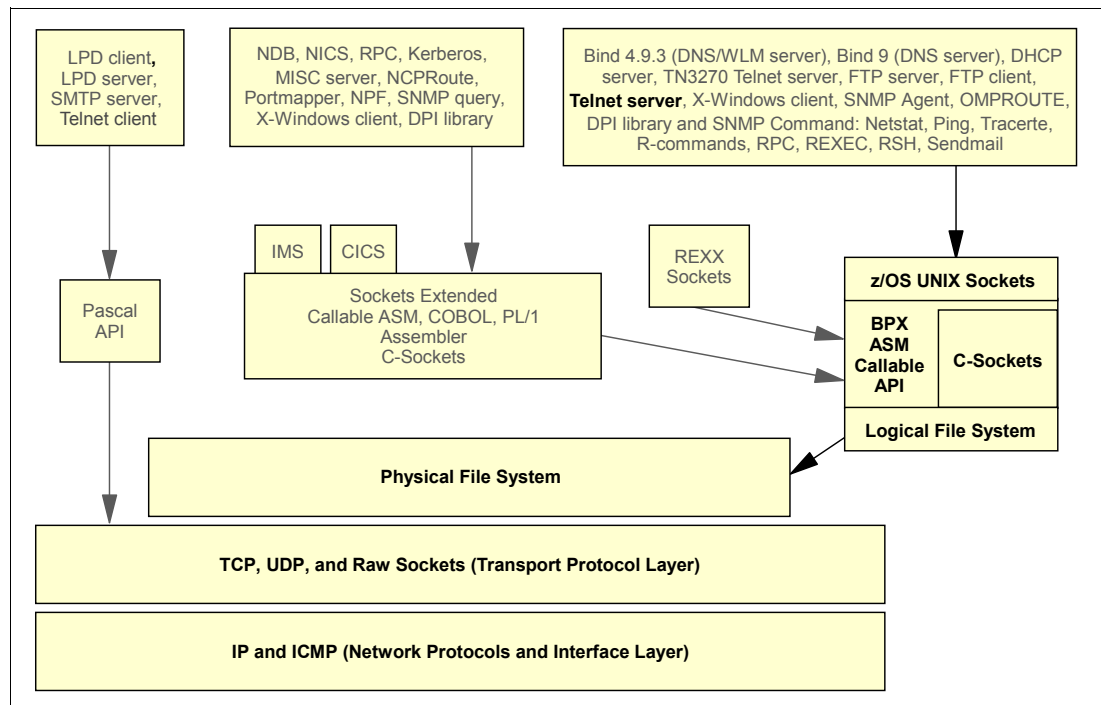 LPD client,
LPD server,
SMTP server,
Telnet client
NDB, NICS, RPC, Kerberos,
MISC server, NCPRoute,
Portmapper, NPF, SNMP query,
X-Windows client, DPI library
Bind 4.9.3 (DNS/WLM server), Bind 9 (DNS server), DHCP
server, TN3270 Telnet server, FTP server, FTP client,
Telnet server, X-Windows client, SNMP Agent, OMPROUTE,
DPI library and SNMP Command: Netstat, Ping, Tracerte,
R-commands, RPC, REXEC, RSH, Sendmail
IMS
CICS
REXX
Sockets
Pascal
API
Sockets Extended
Callable ASM, COBOL, PL/1
Assembler
C-Sockets
z/OS UNIX Sockets
BPX
ASM
Callable
API
C-Sockets
Logical File System
Physical File System
TCP, UDP, and Raw Sockets (Transport Protocol Layer)
IP and ICMP (Network Protocols and Interface Layer)